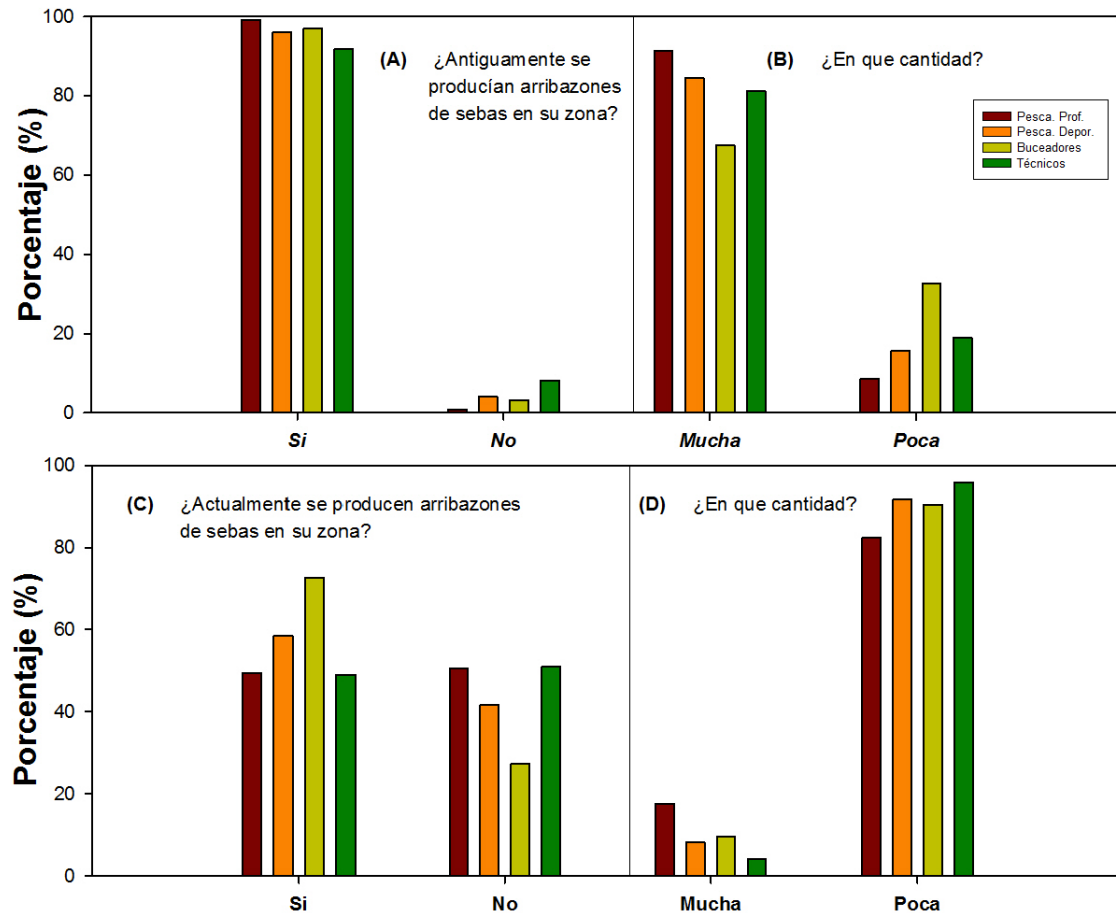 Porcentaje (%)
100
80
60
40
20
0
(A) ¿Antiguamente se
producían arribazones
de sebas en su zona?
Si
No
(B) ¿En que cantidad?
Pesca. Prof.
Pesca. Depor.
Buceadores
Técnicos
Mucha
Poca
Porcentaje (%)
100
80
60
40
20
0
(C) ¿Actualmente se producen arribazones
de sebas en su zona?
Si
No
(D) ¿En que cantidad?
Mucha
Poca